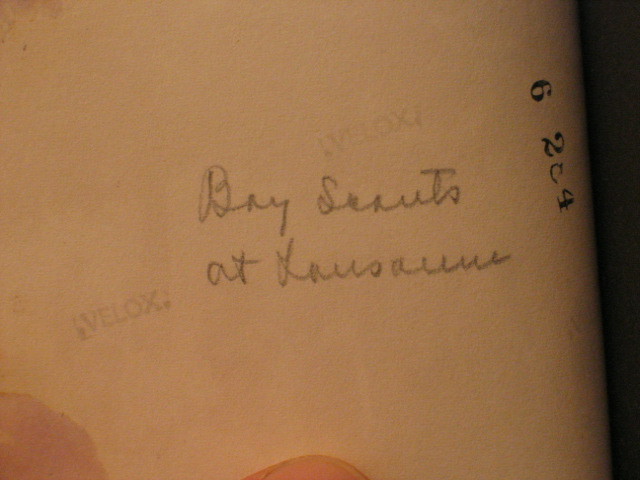 VELOX
6 2c4
Boy Scouts
at Lausanne
VELOX